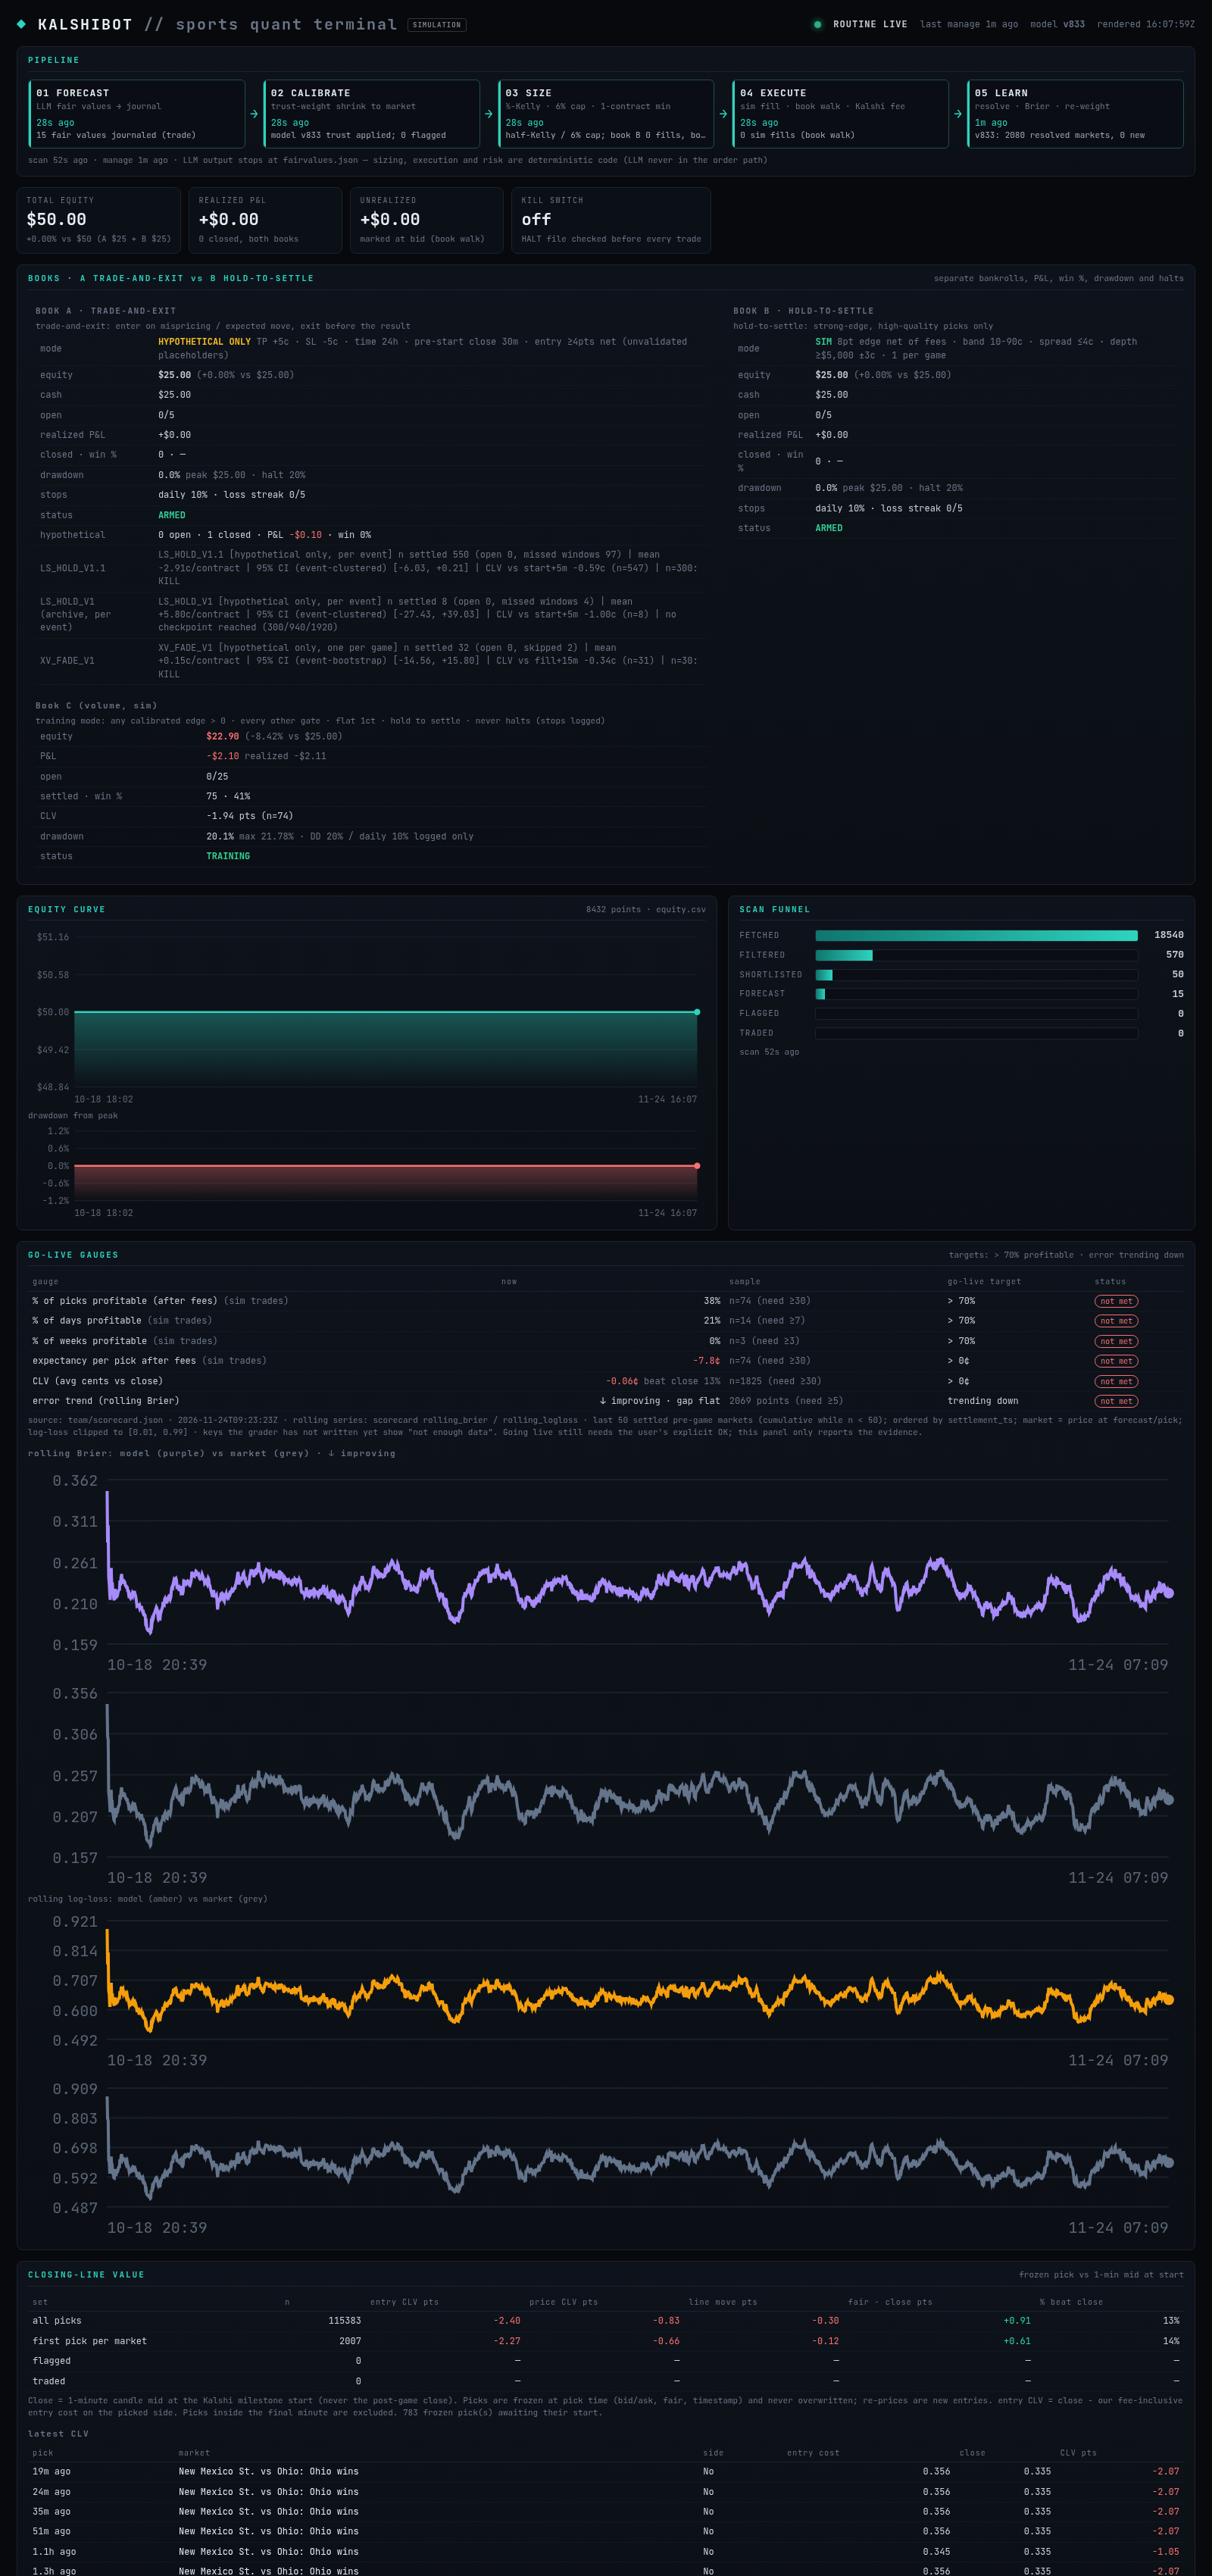 ◆ KALSHIBOT // sports quant terminal SIMULATION
ROUTINE LIVE last manage 1m ago model v833 rendered 16:07:59Z
PIPELINE
01 FORECAST
LLM fair values → journal
28s ago
15 fair values journaled (trade)
→
02 CALIBRATE
trust-weight shrink to market
28s ago
model v833 trust applied; 0 flagged
→
03 SIZE
½-Kelly · 6% cap · 1-contract min
28s ago
half-Kelly / 6% cap; book B 0 fills, bo…
→
04 EXECUTE
sim fill · book walk · Kalshi fee
28s ago
0 sim fills (book walk)
→
05 LEARN
resolve · Brier · re-weight
1m ago
v833: 2080 resolved markets, 0 new
scan 52s ago · manage 1m ago · LLM output stops at fairvalues.json — sizing, execution and risk are deterministic code (LLM never in the order path)
TOTAL EQUITY
$50.00
+0.00% vs $50 (A $25 + B $25)
REALIZED P&L
+$0.00
0 closed, both books
UNREALIZED
+$0.00
marked at bid (book walk)
KILL SWITCH
off
HALT file checked before every trade
BOOKS · A TRADE-AND-EXIT vs B HOLD-TO-SETTLE
separate bankrolls, P&L, win %, drawdown and halts
BOOK A · TRADE-AND-EXIT
trade-and-exit: enter on mispricing / expected move, exit before the result
mode HYPOTHETICAL ONLY TP +5c · SL -5c · time 24h · pre-start close 30m · entry ≥4pts net (unvalidated
placeholders)
equity $25.00 (+0.00% vs $25.00)
cash $25.00
open 0/5
realized P&L +$0.00
closed · win % 0 · —
drawdown 0.0% peak $25.00 · halt 20%
stops daily 10% · loss streak 0/5
status ARMED
hypothetical 0 open · 1 closed · P&L -$0.10 · win 0%
LS_HOLD_V1.1 LS_HOLD_V1.1 [hypothetical only, per event] n settled 550 (open 0, missed windows 97) | mean
-2.91c/contract | 95% CI (event-clustered) [-6.03, +0.21] | CLV vs start+5m -0.59c (n=547) | n=300:
KILL
LS_HOLD_V1 (archive, per event) LS_HOLD_V1 [hypothetical only, per event] n settled 8 (open 0, missed windows 4) | mean
+5.80c/contract | 95% CI (event-clustered) [-27.43, +39.03] | CLV vs start+5m -1.00c (n=8) | no
checkpoint reached (300/940/1920)
XV_FADE_V1 XV_FADE_V1 [hypothetical only, one per game] n settled 32 (open 0, skipped 2) | mean
+0.15c/contract | 95% CI (event-bootstrap) [-14.56, +15.80] | CLV vs fill+15m -0.34c (n=31) | n=30:
KILL
BOOK B · HOLD-TO-SETTLE
hold-to-settle: strong-edge, high-quality picks only
mode SIM 8pt edge net of fees · band 10-90c · spread ≤4c · depth
≥$5,000 ±3c · 1 per game
equity $25.00 (+0.00% vs $25.00)
cash $25.00
open 0/5
realized P&L +$0.00
closed · win % 0 · —
drawdown 0.0% peak $25.00 · halt 20%
stops daily 10% · loss streak 0/5
status ARMED
Book C (volume, sim)
training mode: any calibrated edge > 0 · every other gate · flat 1ct · hold to settle · never halts (stops logged)
equity $22.90 (-8.42% vs $25.00)
P&L -$2.10 realized -$2.11
open 0/25
settled · win % 75 · 41%
CLV -1.94 pts (n=74)
drawdown 20.1% max 21.78% · DD 20% / daily 10% logged only
status TRAINING
EQUITY CURVE
8432 points · equity.csv
$51.16
$50.58
$50.00
$49.42
$48.84
10-18 18:02 11-24 16:07
drawdown from peak
1.2%
0.6%
0.0%
-0.6%
-1.2%
10-18 18:02 11-24 16:07
SCAN FUNNEL
FETCHED 18540
FILTERED 570
SHORTLISTED 50
FORECAST 15
FLAGGED 0
TRADED 0
scan 52s ago
GO-LIVE GAUGES
targets: > 70% profitable · error trending down
gauge now sample go-live target status
% of picks profitable (after fees) (sim trades) 38% n=74 (need ≥30) > 70% not met
% of days profitable (sim trades) 21% n=14 (need ≥7) > 70% not met
% of weeks profitable (sim trades) 0% n=3 (need ≥3) > 70% not met
expectancy per pick after fees (sim trades) -7.8¢ n=74 (need ≥30) > 0¢ not met
CLV (avg cents vs close) -0.06¢ beat close 13% n=1825 (need ≥30) > 0¢ not met
error trend (rolling Brier) ↓ improving · gap flat 2069 points (need ≥5) trending down not met
source: team/scorecard.json · 2026-11-24T09:23:23Z · rolling series: scorecard rolling_brier / rolling_logloss · last 50 settled pre-game markets (cumulative while n < 50); ordered by settlement_ts; market = price at forecast/pick;
log-loss clipped to [0.01, 0.99] · keys the grader has not written yet show "not enough data". Going live still needs the user's explicit OK; this panel only reports the evidence.
rolling Brier: model (purple) vs market (grey) · ↓ improving
0.362
0.311
0.261
0.210
0.159
10-18 20:39 11-24 07:09
0.356
0.306
0.257
0.207
0.157
10-18 20:39 11-24 07:09
rolling log-loss: model (amber) vs market (grey)
0.921
0.814
0.707
0.600
0.492
10-18 20:39 11-24 07:09
0.909
0.803
0.698
0.592
0.487
10-18 20:39 11-24 07:09
CLOSING-LINE VALUE
frozen pick vs 1-min mid at start
set n entry CLV pts price CLV pts line move pts fair - close pts % beat close
all picks 115383 -2.40 -0.83 -0.30 +0.91 13%
first pick per market 2007 -2.27 -0.66 -0.12 +0.61 14%
flagged 0 — — — — —
traded 0 — — — — —
Close = 1-minute candle mid at the Kalshi milestone start (never the post-game close). Picks are frozen at pick time (bid/ask, fair, timestamp) and never overwritten; re-prices are new entries. entry CLV = close - our fee-inclusive
entry cost on the picked side. Picks inside the final minute are excluded. 783 frozen pick(s) awaiting their start.
latest CLV
pick market side entry cost close CLV pts
19m ago New Mexico St. vs Ohio: Ohio wins No 0.356 0.335 -2.07
24m ago New Mexico St. vs Ohio: Ohio wins No 0.356 0.335 -2.07
35m ago New Mexico St. vs Ohio: Ohio wins No 0.356 0.335 -2.07
51m ago New Mexico St. vs Ohio: Ohio wins No 0.356 0.335 -2.07
1.1h ago New Mexico St. vs Ohio: Ohio wins No 0.345 0.335 -1.05
1.3h ago New Mexico St. vs Ohio: Ohio wins No 0.356 0.335 -2.07